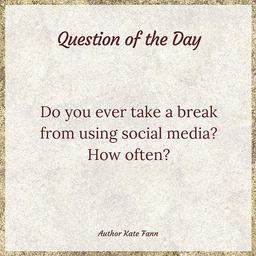 Question of the Day
Do you ever take a break
from using social media?
How often?
Author Kate Fann